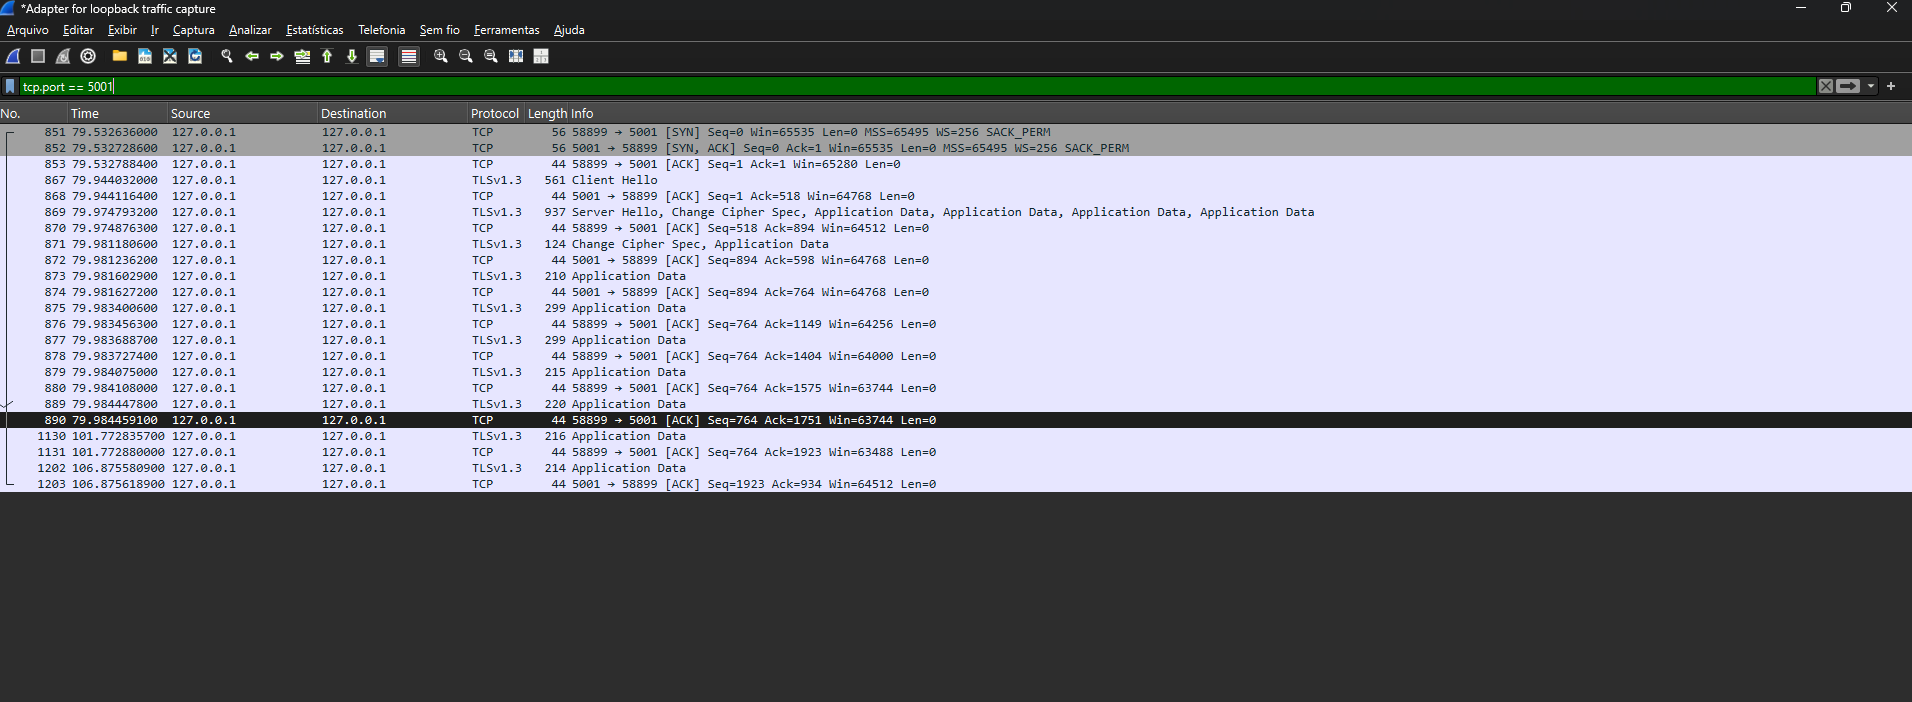 *Adapter for loopback traffic capture
Arquivo Editar Exibir Ir Captura Analizar Estatísticas Telefonia Sem fio Ferramentas Ajuda
tcp.port == 5001
No. Time Source Destination Protocol Length Info
851 79.532636000 127.0.0.1 127.0.0.1 TCP 56 58899 → 5001 [SYN] Seq=0 Win=65535 Len=0 MSS=65495 WS=256 SACK_PERM
852 79.532728600 127.0.0.1 127.0.0.1 TCP 56 5001 → 58899 [SYN, ACK] Seq=0 Ack=1 Win=65535 Len=0 MSS=65495 WS=256 SACK_PERM
853 79.532788400 127.0.0.1 127.0.0.1 TCP 44 58899 → 5001 [ACK] Seq=1 Ack=1 Win=65280 Len=0
867 79.944032000 127.0.0.1 127.0.0.1 TLSv1.3 561 Client Hello
868 79.944116400 127.0.0.1 127.0.0.1 TCP 44 5001 → 58899 [ACK] Seq=1 Ack=518 Win=64768 Len=0
869 79.974793200 127.0.0.1 127.0.0.1 TLSv1.3 937 Server Hello, Change Cipher Spec, Application Data, Application Data, Application Data, Application Data
870 79.974876300 127.0.0.1 127.0.0.1 TCP 44 58899 → 5001 [ACK] Seq=518 Ack=894 Win=64512 Len=0
871 79.981180600 127.0.0.1 127.0.0.1 TLSv1.3 124 Change Cipher Spec, Application Data
872 79.981236200 127.0.0.1 127.0.0.1 TCP 44 5001 → 58899 [ACK] Seq=894 Ack=598 Win=64768 Len=0
873 79.981602900 127.0.0.1 127.0.0.1 TLSv1.3 210 Application Data
874 79.981627200 127.0.0.1 127.0.0.1 TCP 44 5001 → 58899 [ACK] Seq=894 Ack=764 Win=64768 Len=0
875 79.983400600 127.0.0.1 127.0.0.1 TLSv1.3 299 Application Data
876 79.983456300 127.0.0.1 127.0.0.1 TCP 44 58899 → 5001 [ACK] Seq=764 Ack=1149 Win=64256 Len=0
877 79.983688700 127.0.0.1 127.0.0.1 TLSv1.3 299 Application Data
878 79.983727400 127.0.0.1 127.0.0.1 TCP 44 58899 → 5001 [ACK] Seq=764 Ack=1404 Win=64000 Len=0
879 79.984075000 127.0.0.1 127.0.0.1 TLSv1.3 215 Application Data
880 79.984108000 127.0.0.1 127.0.0.1 TCP 44 58899 → 5001 [ACK] Seq=764 Ack=1575 Win=63744 Len=0
889 79.984447800 127.0.0.1 127.0.0.1 TLSv1.3 220 Application Data
890 79.984459100 127.0.0.1 127.0.0.1 TCP 44 58899 → 5001 [ACK] Seq=764 Ack=1751 Win=63744 Len=0
1130 101.772835700 127.0.0.1 127.0.0.1 TLSv1.3 216 Application Data
1131 101.772880000 127.0.0.1 127.0.0.1 TCP 44 58899 → 5001 [ACK] Seq=764 Ack=1923 Win=63488 Len=0
1202 106.875580900 127.0.0.1 127.0.0.1 TLSv1.3 214 Application Data
1203 106.875618900 127.0.0.1 127.0.0.1 TCP 44 5001 → 58899 [ACK] Seq=1923 Ack=934 Win=64512 Len=0